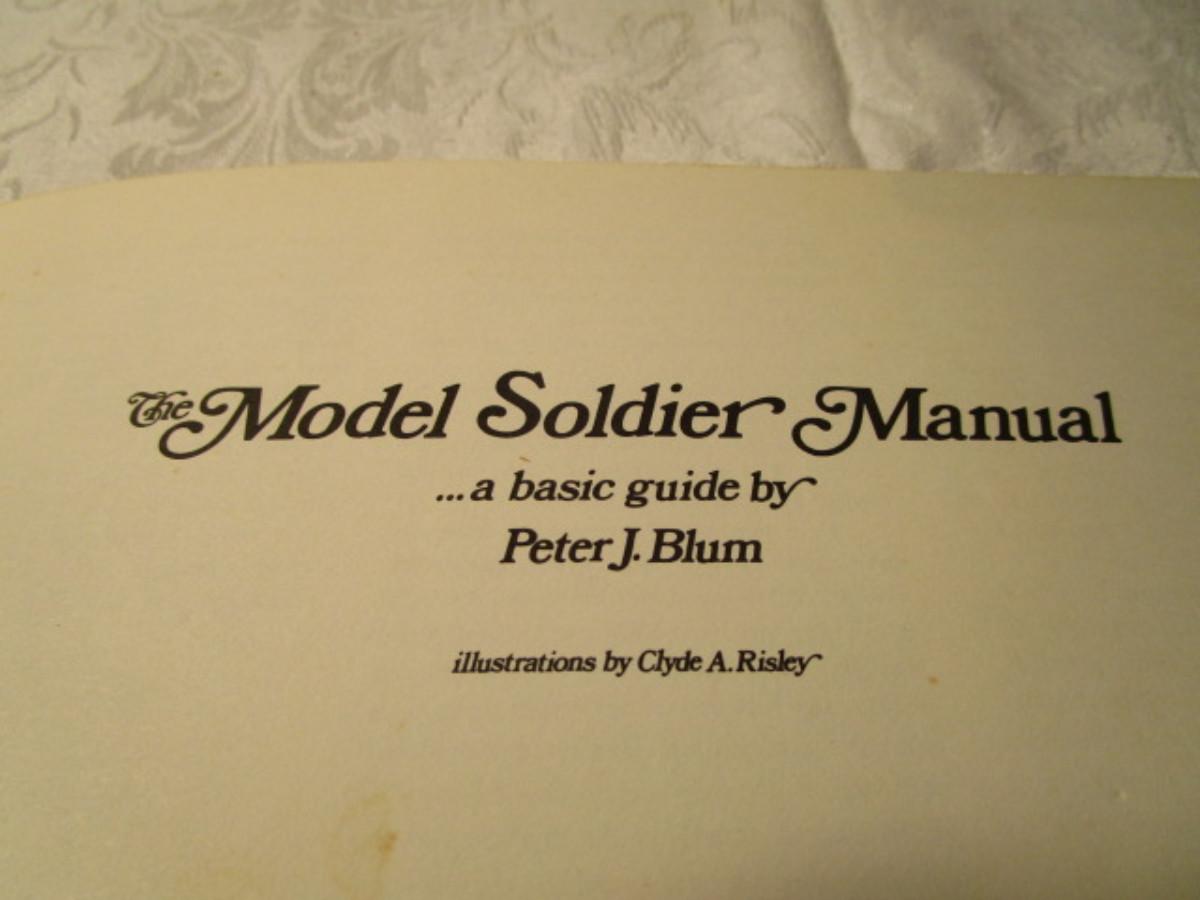 The Model Soldier Manual
...a basic guide by
Peter J. Blum
illustrations by Clyde A. Risley